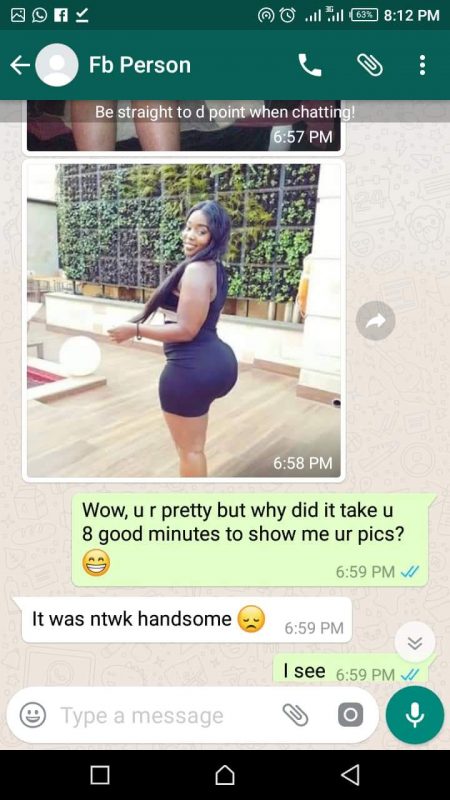 3G 63% 8:12 PM
Fb Person
Be straight to d point when chatting!
6:57 PM
6:58 PM
Wow, u r pretty but why did it take u
8 good minutes to show me ur pics?
6:59 PM
It was ntwk handsome
6:59 PM
I see 6:59 PM
Type a message